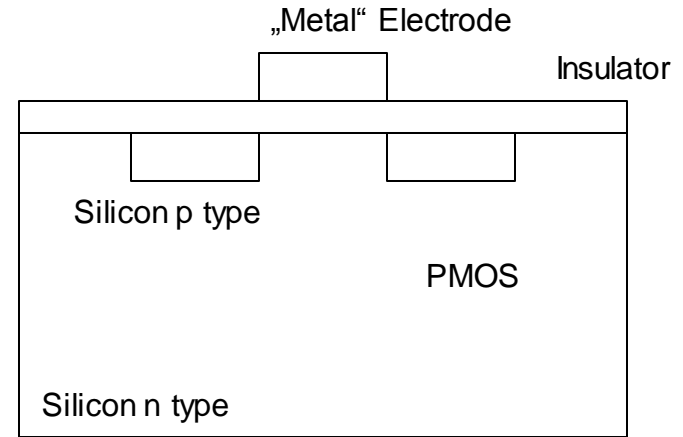 „Metal“ Electrode
Insulator
Silicon p type
PMOS
Silicon n type